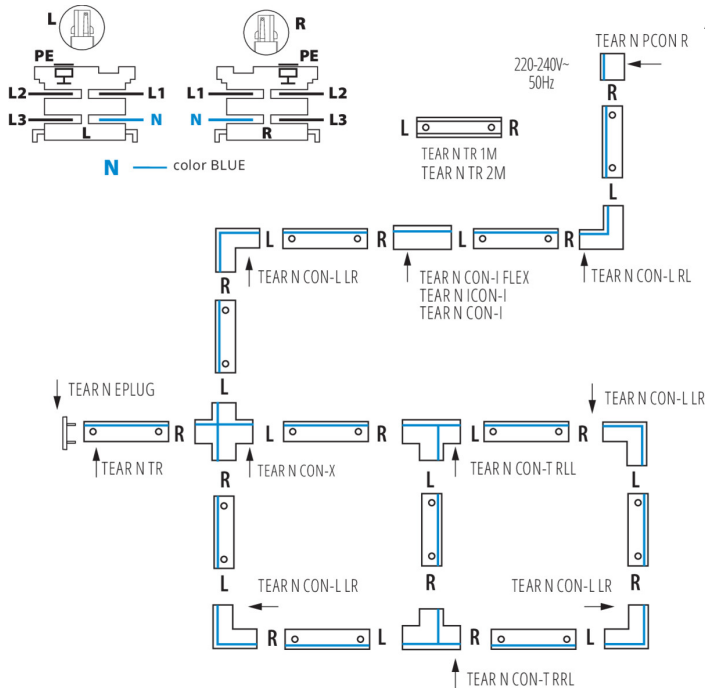 L
R
PE
PE
L2
L1
L1
L2
L3
N
N
L3
L
R
N
color BLUE
TEAR N PCON R
220-240V~
50Hz
R
L
R
TEAR N TR 1M
TEAR N TR 2M
L
L
R
L
R
TEAR N CON-L LR
TEAR N CON-I FLEX
TEAR N ICON-I
TEAR N CON-I
TEAR N CON-L RL
R
L
TEAR N EPLUG
TEAR N CON-L LR
R
L
R
L
R
TEAR N TR
TEAR N CON-X
TEAR N CON-T RLL
R
L
L
L
R
R
TEAR N CON-L LR
TEAR N CON-L LR
R
L
R
L
TEAR N CON-T RRL